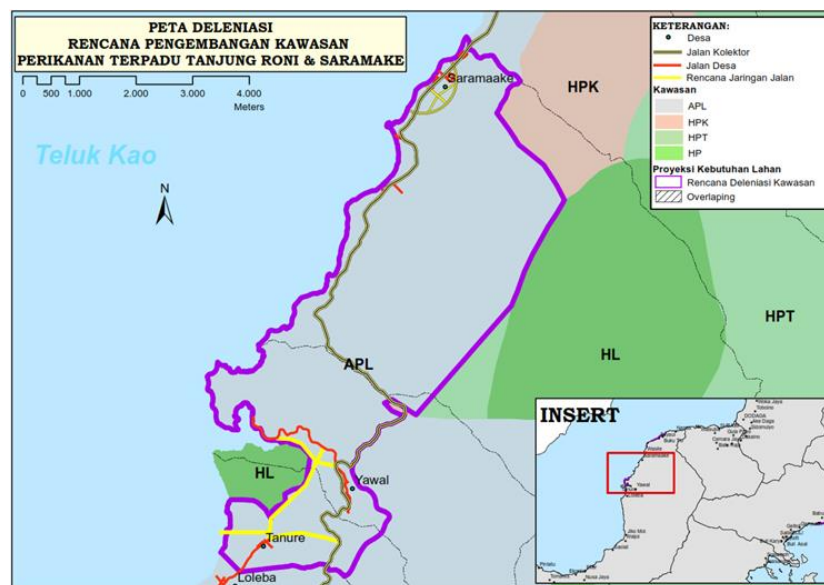 PETA DELENIASI
RENCANA PENGEMBANGAN KAWASAN
PERIKANAN TERPADU TANJUNG RONI & SARAMAKE
0 500 1.000 2.000 3.000 4.000
Meters
Teluk Kao
N
Saramaake
HPK
HPT
HL
APL
HL
Yawal
Tanure
Loleba
KETERANGAN:
Desa
Jalan Kolektor
Jalan Desa
Rencana Jaringan Jalan
Kawasan
APL
HPK
HPT
HP
Proyeksi Kebutuhan Lahan
Rencana Deleniasi Kawasan
Overlaping
INSERT
DODAGA
Yawal